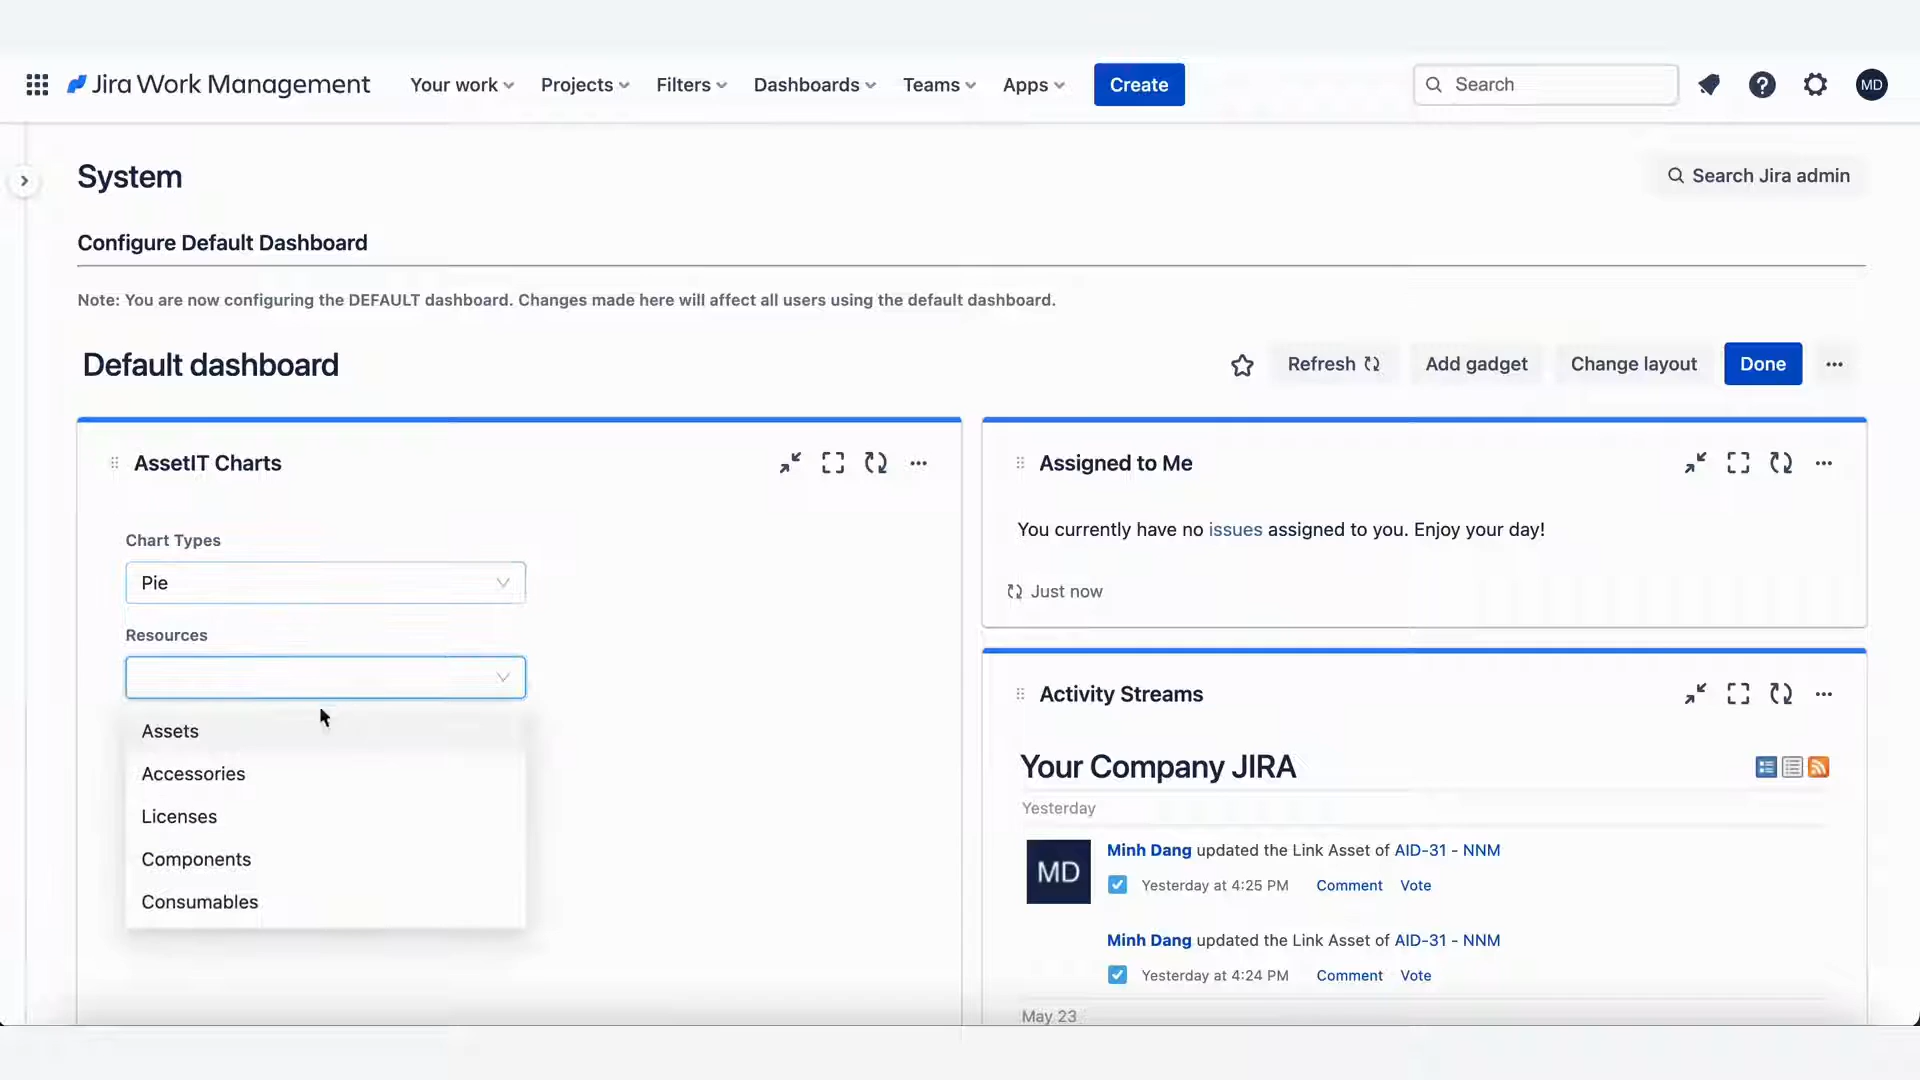 Jira Work Management Your work Projects Filters Dashboards Teams Apps Create Search MD
System
Search Jira admin
Configure Default Dashboard
Note: You are now configuring the DEFAULT dashboard. Changes made here will affect all users using the default dashboard.
Default dashboard
Refresh Add gadget Change layout Done
AssetIT Charts
Chart Types
Pie
Resources
Assets
Accessories
Licenses
Components
Consumables
Assigned to Me
You currently have no issues assigned to you. Enjoy your day!
Just now
Activity Streams
Your Company JIRA
Yesterday
MD
Minh Dang updated the Link Asset of AID-31 - NNM
Yesterday at 4:25 PM Comment Vote
Minh Dang updated the Link Asset of AID-31 - NNM
Yesterday at 4:24 PM Comment Vote
May 23